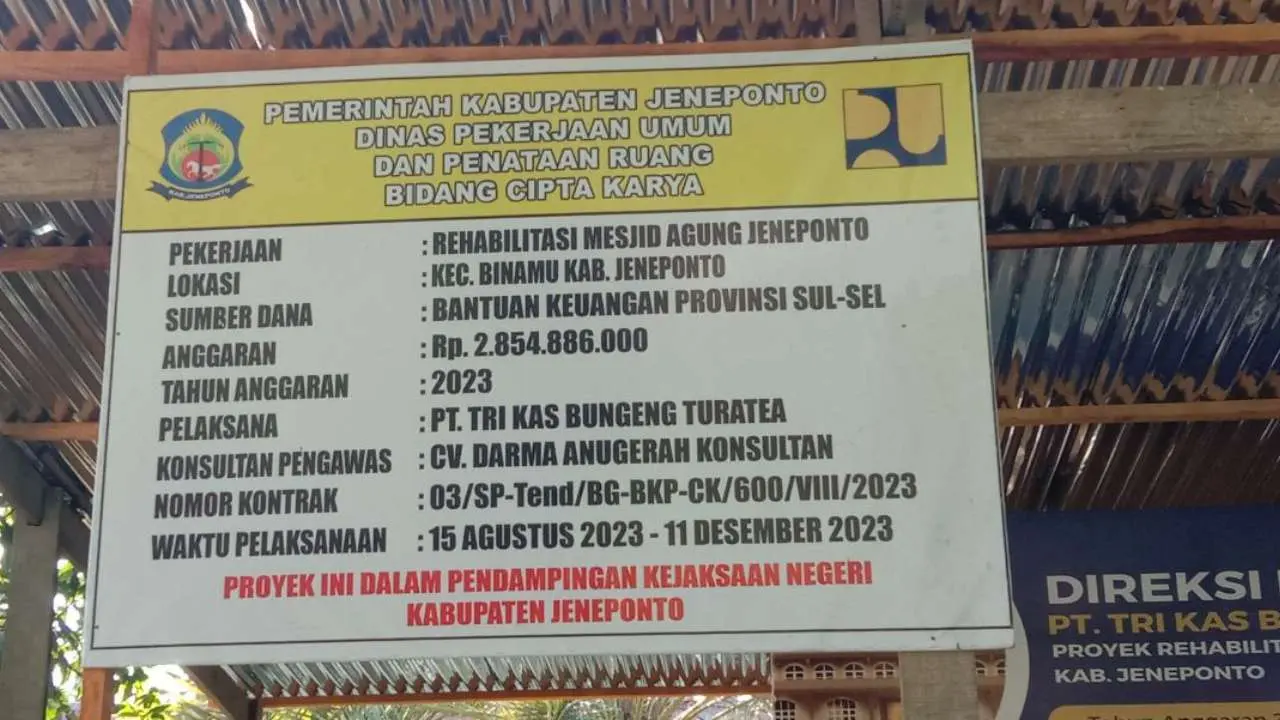 PEMERINTAH KABUPATEN JENEPONTO
DINAS PEKERJAAN UMUM
DAN PENATAAN RUANG
BIDANG CIPTA KARYA
KAB. JENEPONTO
PU
PEKERJAAN : REHABILITASI MESJID AGUNG JENEPONTO
LOKASI : KEC. BINAMU KAB. JENEPONTO
SUMBER DANA : BANTUAN KEUANGAN PROVINSI SUL-SEL
ANGGARAN : Rp. 2.854.886.000
TAHUN ANGGARAN : 2023
PELAKSANA : PT. TRI KAS BUNGENG TURATEA
KONSULTAN PENGAWAS : CV. DARMA ANUGERAH KONSULTAN
NOMOR KONTRAK : 03/SP-Tend/BG-BKP-CK/600/VIII/2023
WAKTU PELAKSANAAN : 15 AGUSTUS 2023 - 11 DESEMBER 2023
PROYEK INI DALAM PENDAMPINGAN KEJAKSAAN NEGERI
KABUPATEN JENEPONTO
DIREKSI
PT. TRI KAS B
PROYEK REHABILIT
KAB. JENEPONTO